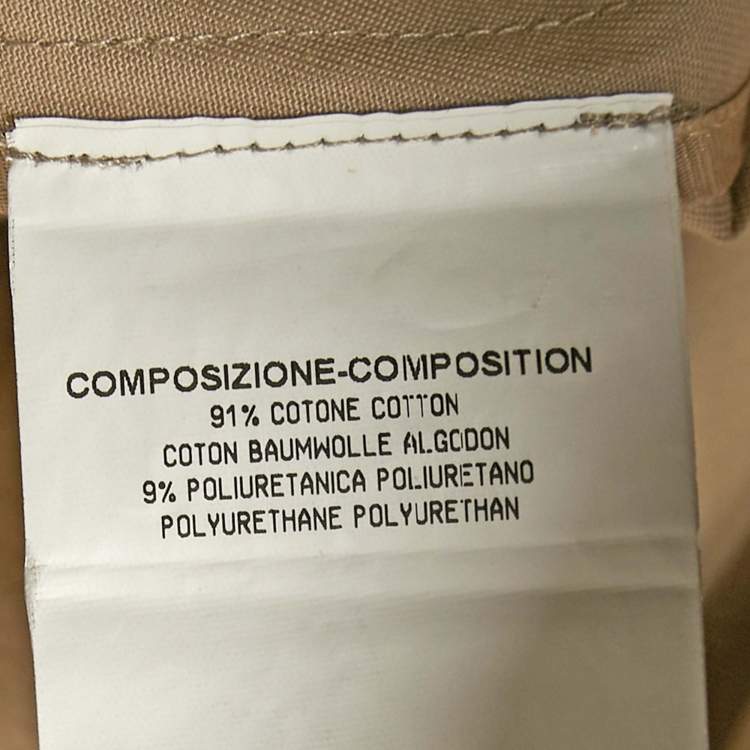 COMPOSIZIONE-COMPOSITION
91% COTONE COTTON
COTON BAUMWOLLE ALGODON
9% POLIURETANICA POLIURETANO
POLYURETHANE POLYURETHAN